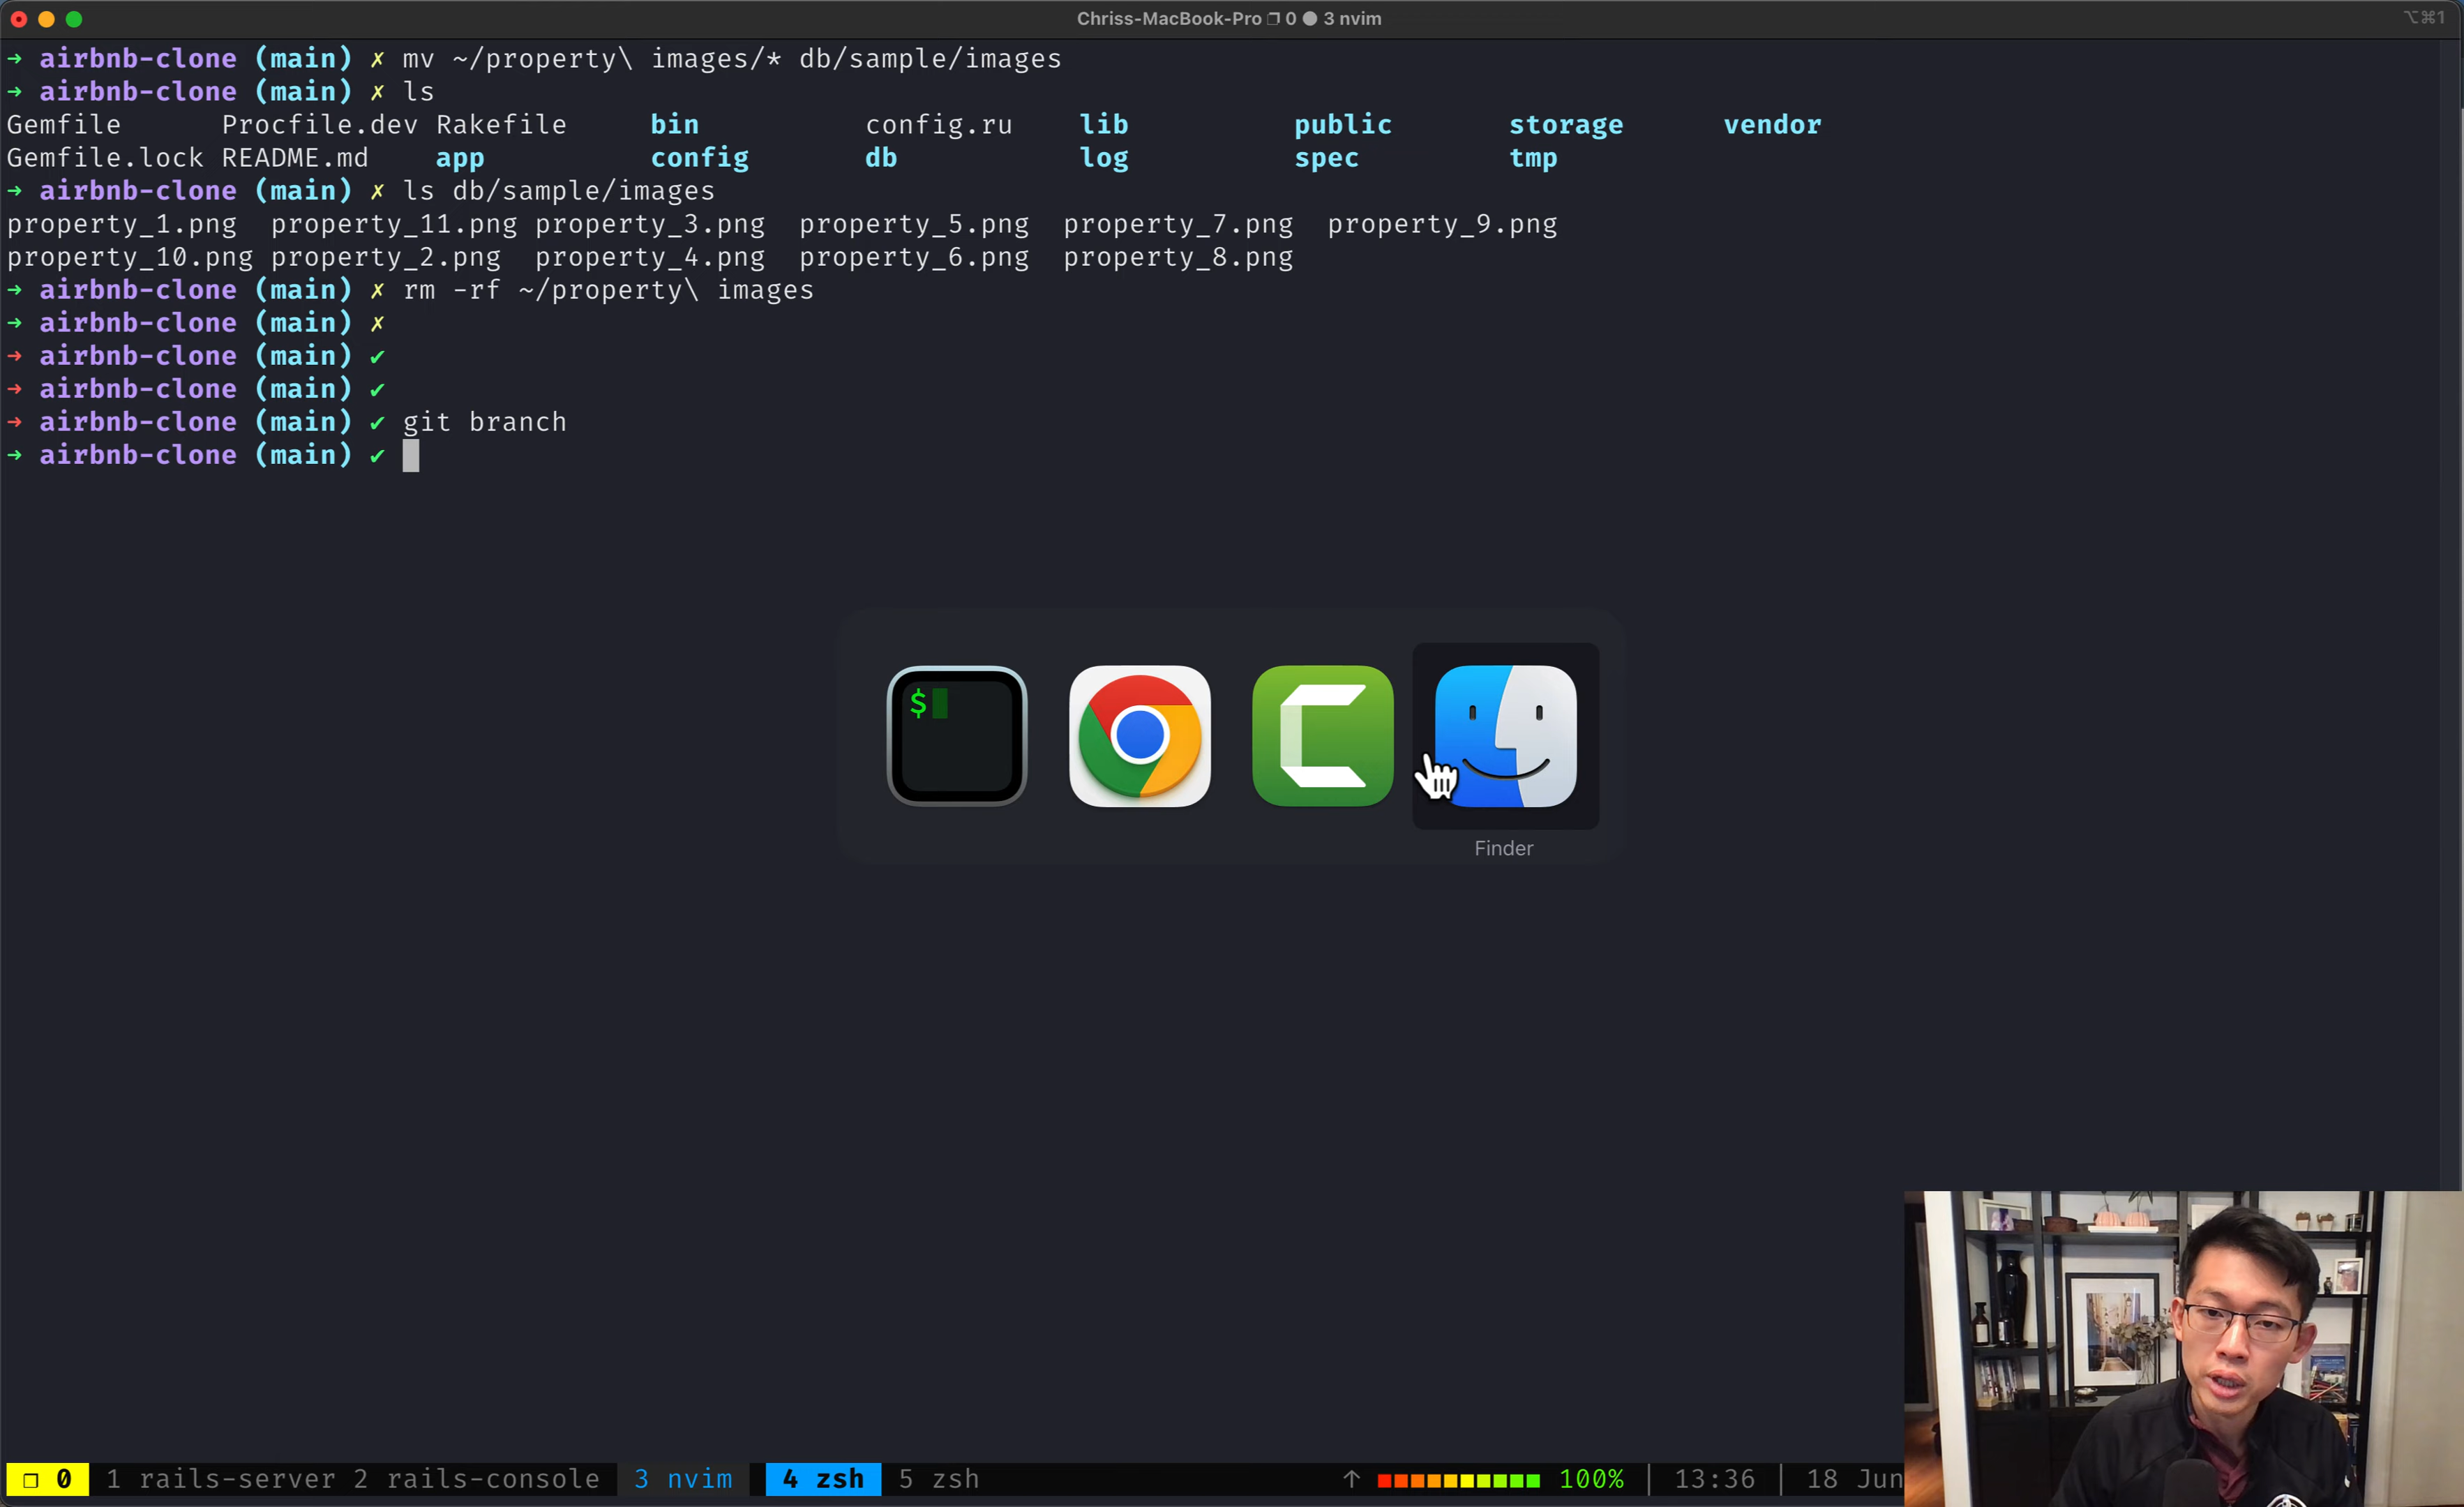 Chriss-MacBook-Pro ❐ 0 ● 3 nvim
⌥⌘1
→ airbnb-clone (main) ✗ mv ~/property\ images/* db/sample/images
→ airbnb-clone (main) ✗ ls
Gemfile Procfile.dev Rakefile bin config.ru lib public storage vendor
Gemfile.lock README.md app config db log spec tmp
→ airbnb-clone (main) ✗ ls db/sample/images
property_1.png property_11.png property_3.png property_5.png property_7.png property_9.png
property_10.png property_2.png property_4.png property_6.png property_8.png
→ airbnb-clone (main) ✗ rm -rf ~/property\ images
→ airbnb-clone (main) ✗
→ airbnb-clone (main) ✔
→ airbnb-clone (main) ✔
→ airbnb-clone (main) ✔ git branch
→ airbnb-clone (main) ✔
$
Finder
❐ 0 1 rails-server 2 rails-console 3 nvim 4 zsh 5 zsh ↑ 100% | 13:36 | 18 Jun